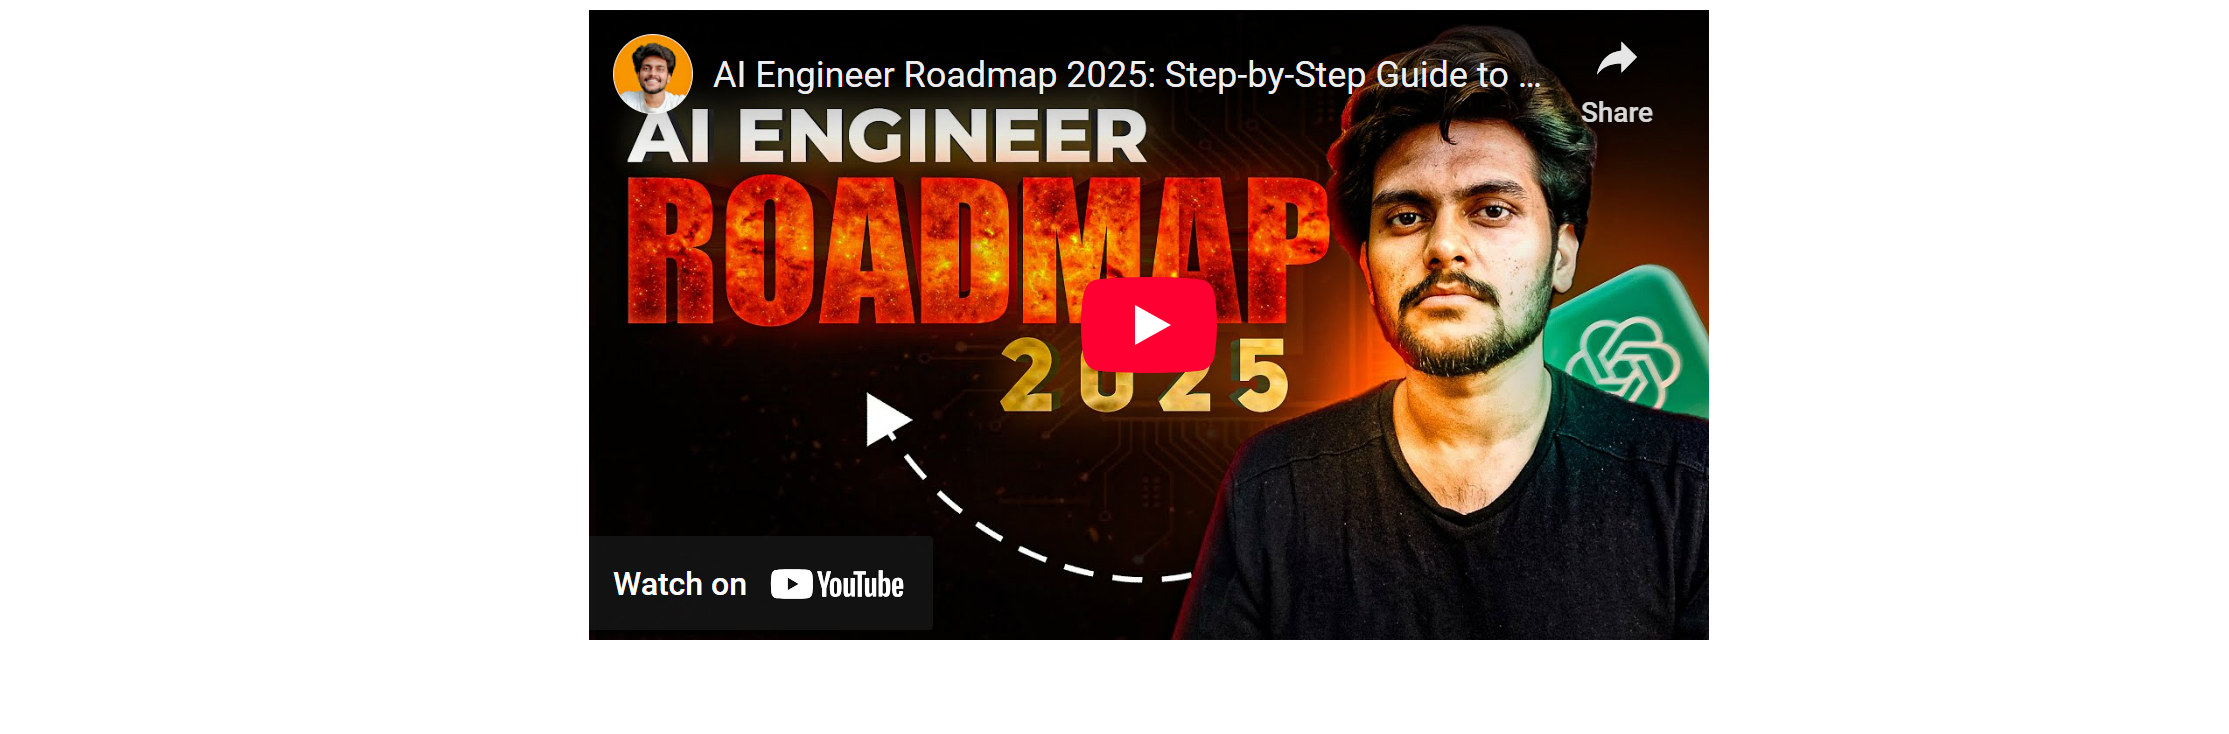 AI Engineer Roadmap 2025: Step-by-Step Guide to ...
Share
AI ENGINEER
ROADMAP
2025
Watch on YouTube